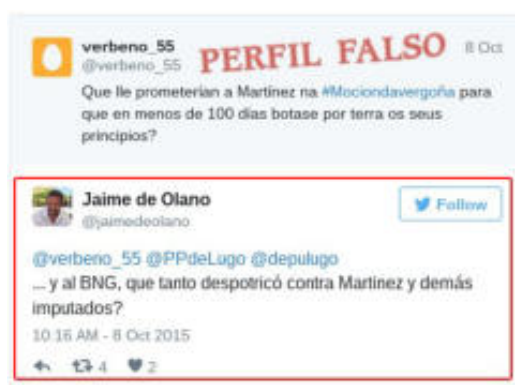 verbeno_55
PERFIL FALSO
8 Oct
@verbeno_55
Que lle prometerían a Martínez na #Mociondavergoña para
que en menos de 100 días botase por terra os seus
principios?
Jaime de Olano
Follow
@jaimedeolano
@verbeno_55 @PPdeLugo @depulugo
... y al BNG, que tanto despotricó contra Martínez y demás
imputados?
10:16 AM - 8 Oct 2015
4
2